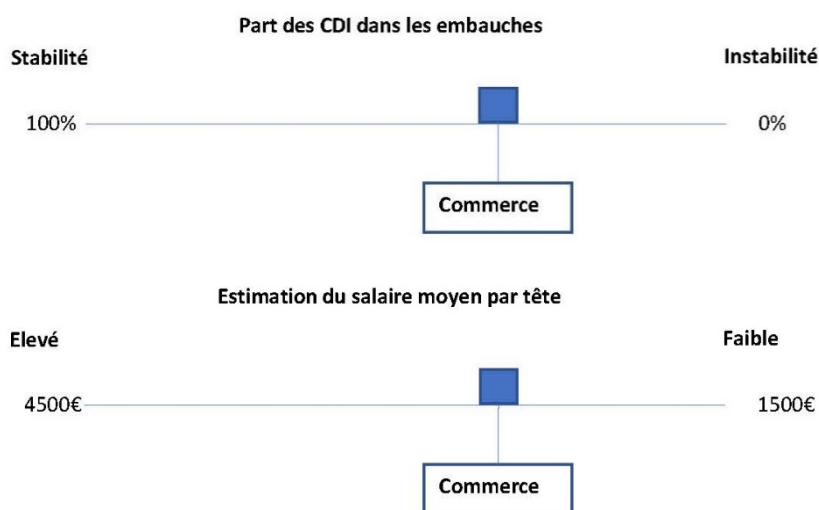 Part des CDI dans les embauches
Stabilité
Instabilité
100%
0%
Commerce
Estimation du salaire moyen par tête
Elevé
Faible
4500€
1500€
Commerce